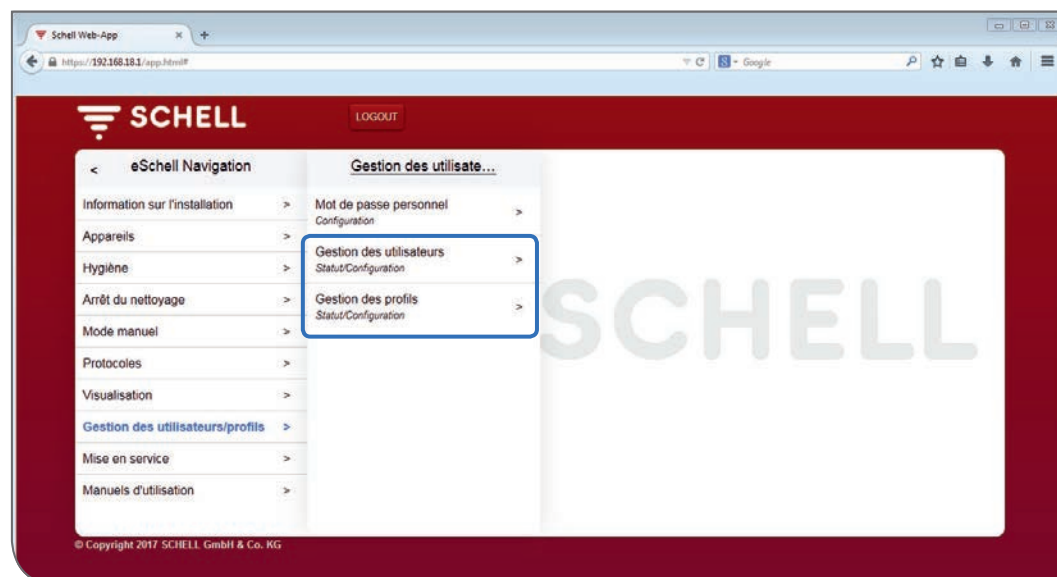 Schell Web-App
https://192.168.18.1/app.html#
Google
SCHELL
LOGOUT
< eSchell Navigation
Gestion des utilisate...
Information sur l'installation >
Appareils >
Hygiène >
Arrêt du nettoyage >
Mode manuel >
Protocoles >
Visualisation >
Gestion des utilisateurs/profils >
Mise en service >
Manuels d'utilisation >
Mot de passe personnel >
Configuration
Gestion des utilisateurs >
Statut/Configuration
Gestion des profils >
Statut/Configuration
SCHELL
© Copyright 2017 SCHELL GmbH & Co. KG